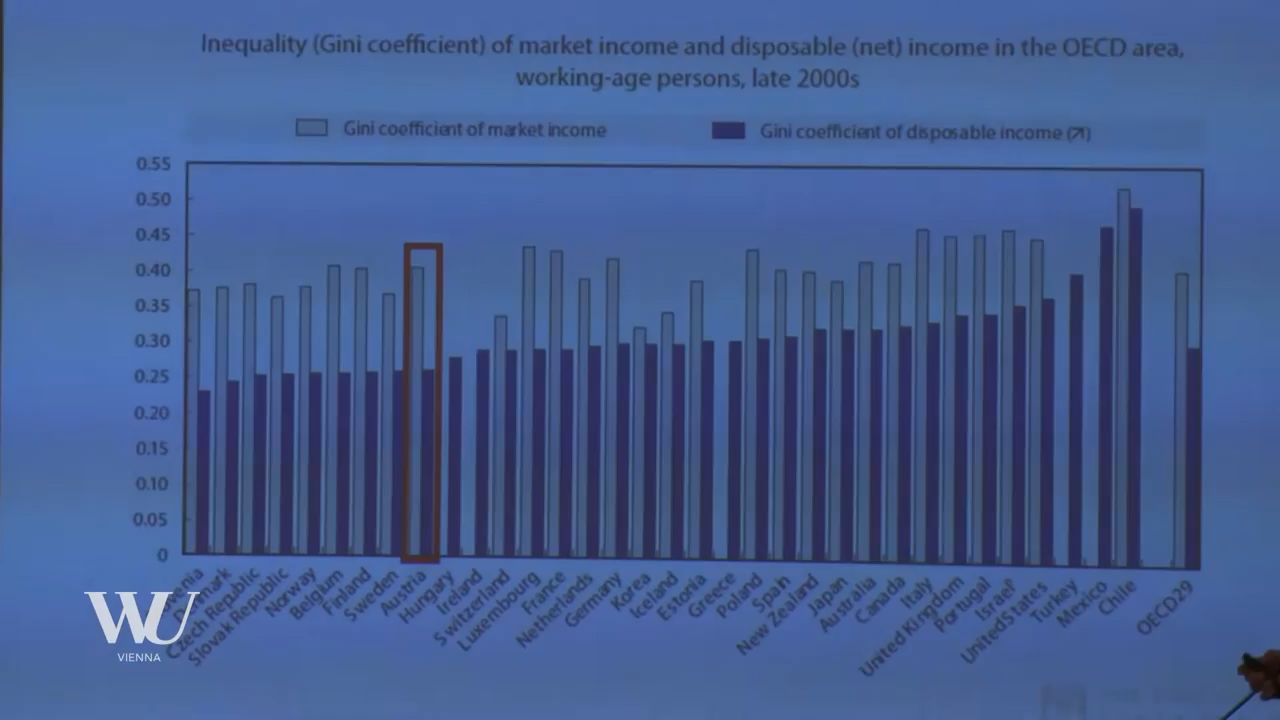 Inequality (Gini coefficient) of market income and disposable (net) income in the OECD area,
working-age persons, late 2000s
Gini coefficient of market income
Gini coefficient of disposable income (↗)
0.55
0.50
0.45
0.40
0.35
0.30
0.25
0.20
0.15
0.10
0.05
0
Czech Republic
Slovak Republic
Norway
Belgium
Finland
Sweden
Austria
Hungary
Ireland
Switzerland
Luxembourg
France
Netherlands
Germany
Korea
Iceland
Estonia
Greece
Poland
Spain
New Zealand
Japan
Australia
Canada
Italy
United Kingdom
Portugal
Israel
United States
Turkey
Mexico
Chile
OECD29
WU
VIENNA